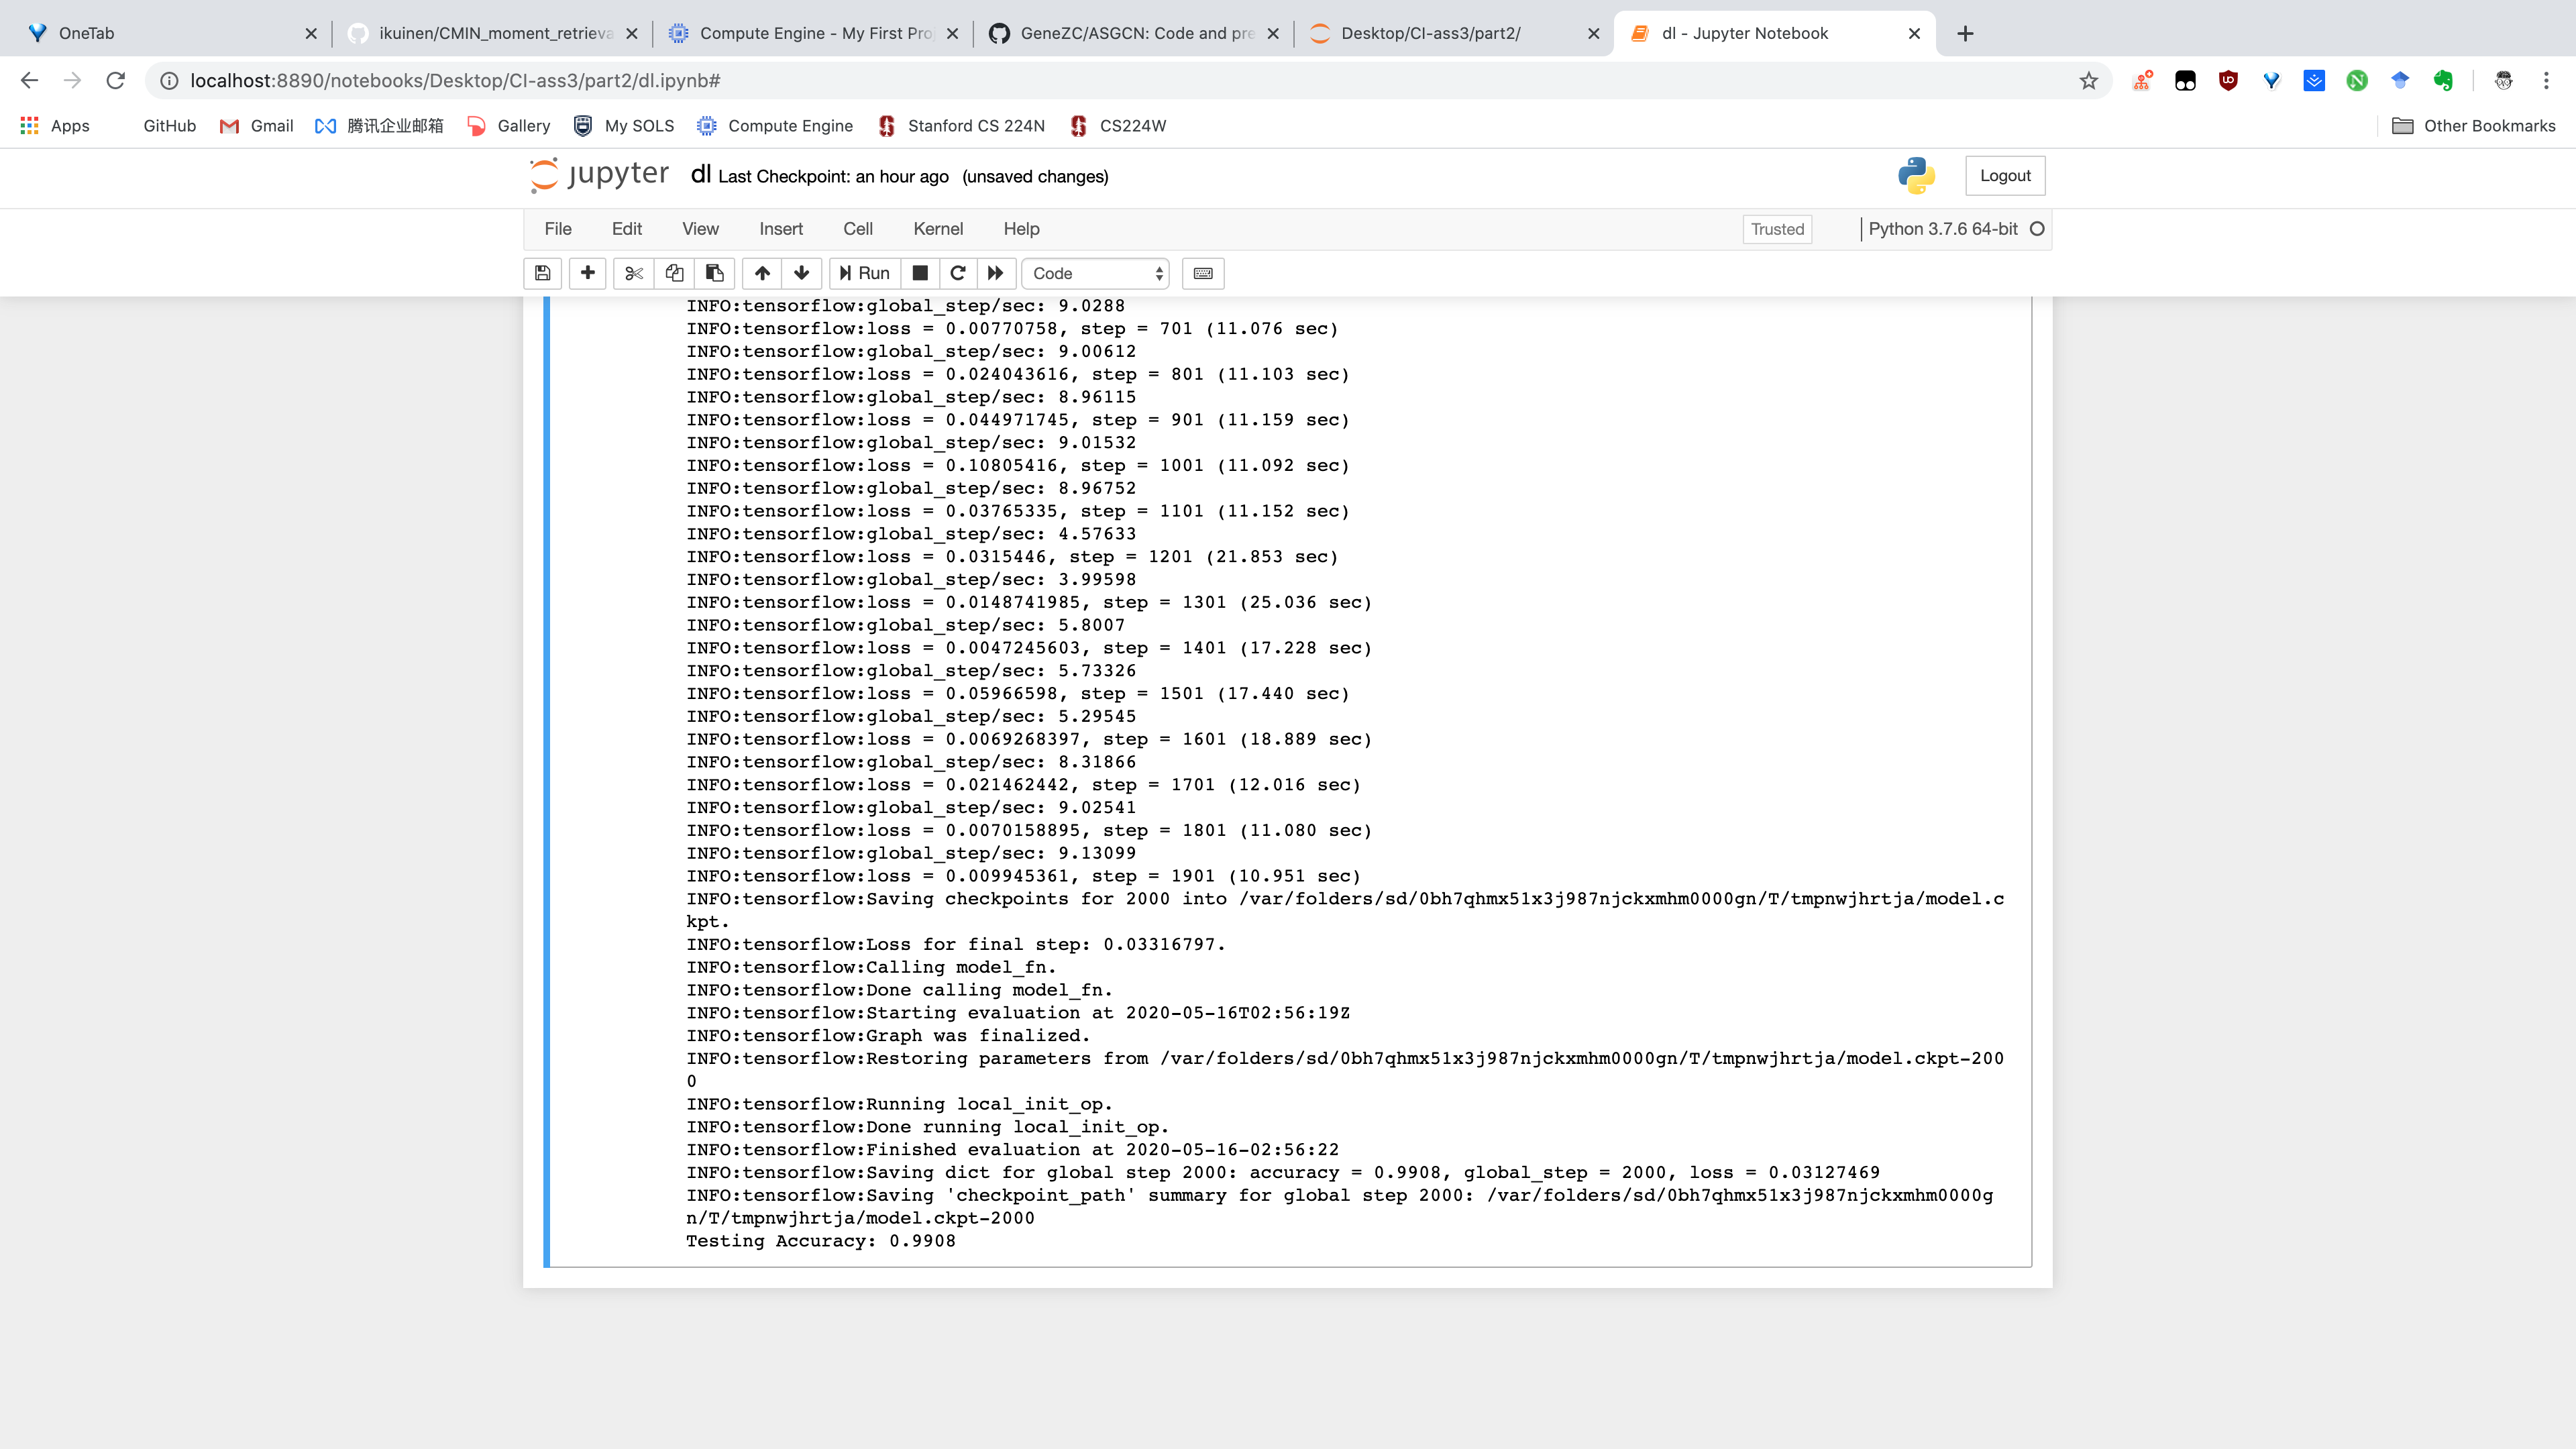 OneTab
ikuinen/CMIN_moment_retrieva
Compute Engine - My First Pro
GeneZC/ASGCN: Code and pre
Desktop/CI-ass3/part2/
dl - Jupyter Notebook
localhost:8890/notebooks/Desktop/CI-ass3/part2/dl.ipynb#
Apps
GitHub
Gmail
腾讯企业邮箱
Gallery
My SOLS
Compute Engine
Stanford CS 224N
CS224W
Other Bookmarks
jupyter dl Last Checkpoint: an hour ago (unsaved changes)
Logout
File Edit View Insert Cell Kernel Help
Trusted
Python 3.7.6 64-bit
Run
Code
INFO:tensorflow:global_step/sec: 9.0288
INFO:tensorflow:loss = 0.00770758, step = 701 (11.076 sec)
INFO:tensorflow:global_step/sec: 9.00612
INFO:tensorflow:loss = 0.024043616, step = 801 (11.103 sec)
INFO:tensorflow:global_step/sec: 8.96115
INFO:tensorflow:loss = 0.044971745, step = 901 (11.159 sec)
INFO:tensorflow:global_step/sec: 9.01532
INFO:tensorflow:loss = 0.10805416, step = 1001 (11.092 sec)
INFO:tensorflow:global_step/sec: 8.96752
INFO:tensorflow:loss = 0.03765335, step = 1101 (11.152 sec)
INFO:tensorflow:global_step/sec: 4.57633
INFO:tensorflow:loss = 0.0315446, step = 1201 (21.853 sec)
INFO:tensorflow:global_step/sec: 3.99598
INFO:tensorflow:loss = 0.0148741985, step = 1301 (25.036 sec)
INFO:tensorflow:global_step/sec: 5.8007
INFO:tensorflow:loss = 0.0047245603, step = 1401 (17.228 sec)
INFO:tensorflow:global_step/sec: 5.73326
INFO:tensorflow:loss = 0.05966598, step = 1501 (17.440 sec)
INFO:tensorflow:global_step/sec: 5.29545
INFO:tensorflow:loss = 0.0069268397, step = 1601 (18.889 sec)
INFO:tensorflow:global_step/sec: 8.31866
INFO:tensorflow:loss = 0.021462442, step = 1701 (12.016 sec)
INFO:tensorflow:global_step/sec: 9.02541
INFO:tensorflow:loss = 0.0070158895, step = 1801 (11.080 sec)
INFO:tensorflow:global_step/sec: 9.13099
INFO:tensorflow:loss = 0.009945361, step = 1901 (10.951 sec)
INFO:tensorflow:Saving checkpoints for 2000 into /var/folders/sd/0bh7qhmx51x3j987njckxmhm0000gn/T/tmpnwjhrtja/model.c
kpt.
INFO:tensorflow:Loss for final step: 0.03316797.
INFO:tensorflow:Calling model_fn.
INFO:tensorflow:Done calling model_fn.
INFO:tensorflow:Starting evaluation at 2020-05-16T02:56:19Z
INFO:tensorflow:Graph was finalized.
INFO:tensorflow:Restoring parameters from /var/folders/sd/0bh7qhmx51x3j987njckxmhm0000gn/T/tmpnwjhrtja/model.ckpt-200
0
INFO:tensorflow:Running local_init_op.
INFO:tensorflow:Done running local_init_op.
INFO:tensorflow:Finished evaluation at 2020-05-16-02:56:22
INFO:tensorflow:Saving dict for global step 2000: accuracy = 0.9908, global_step = 2000, loss = 0.03127469
INFO:tensorflow:Saving 'checkpoint_path' summary for global step 2000: /var/folders/sd/0bh7qhmx51x3j987njckxmhm0000g
n/T/tmpnwjhrtja/model.ckpt-2000
Testing Accuracy: 0.9908